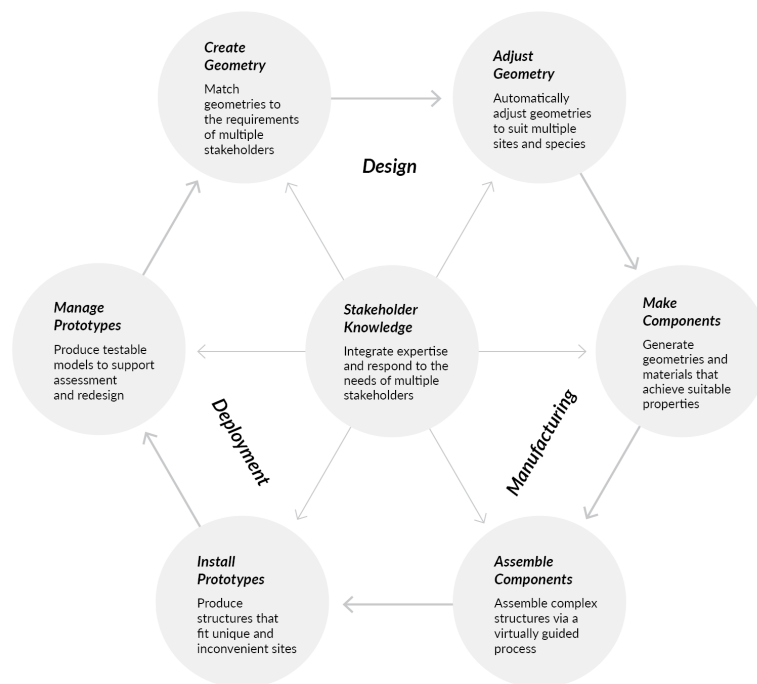 Create
Geometry
Match
geometries to
the requirements
of multiple
stakeholders
Adjust
Geometry
Automatically
adjust geometries
to suit multiple
sites and species
Design
Manage
Prototypes
Produce testable
models to support
assessment
and redesign
Stakeholder
Knowledge
Integrate expertise
and respond to the
needs of multiple
stakeholders
Make
Components
Generate
geometries and
materials that
achieve suitable
properties
Deployment
Manufacturing
Install
Prototypes
Produce
structures that
fit unique and
inconvenient sites
Assemble
Components
Assemble complex
structures via a
virtually guided
process